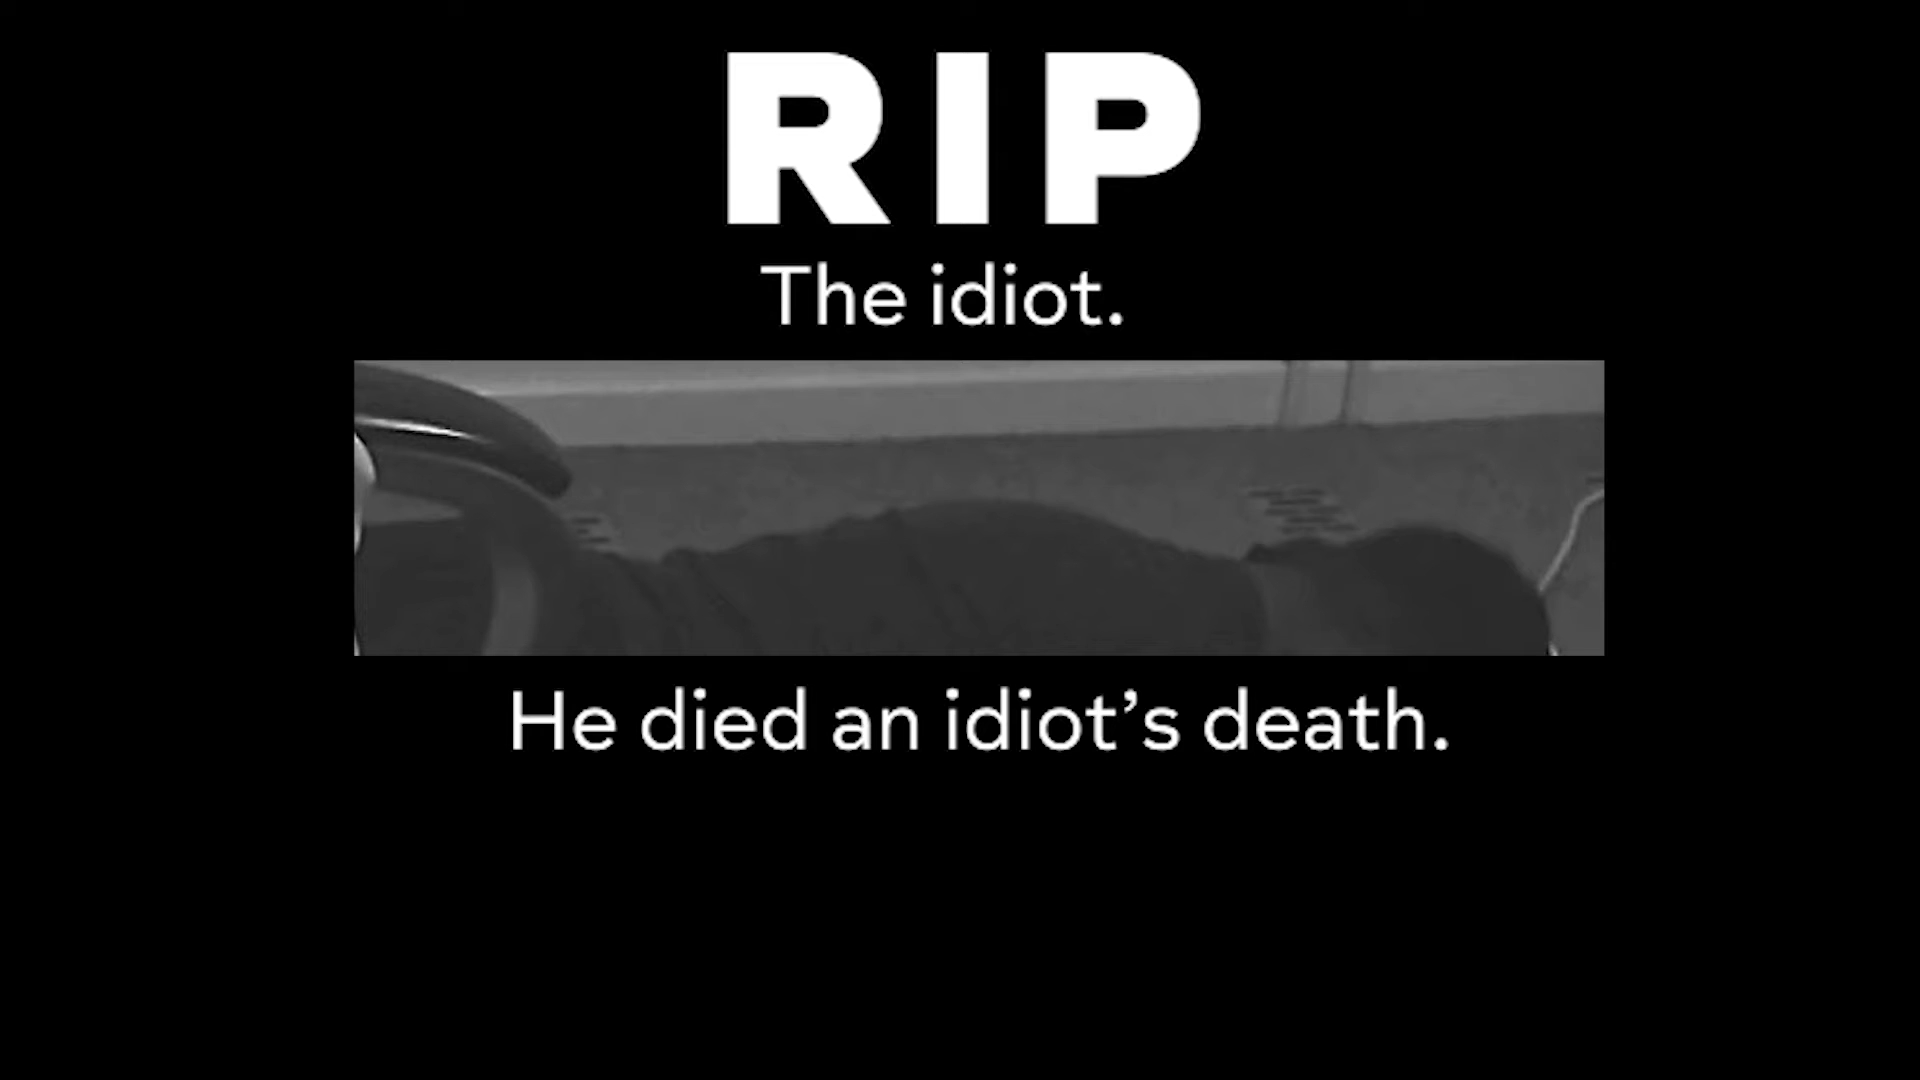 RIP
The idiot.
He died an idiot’s death.